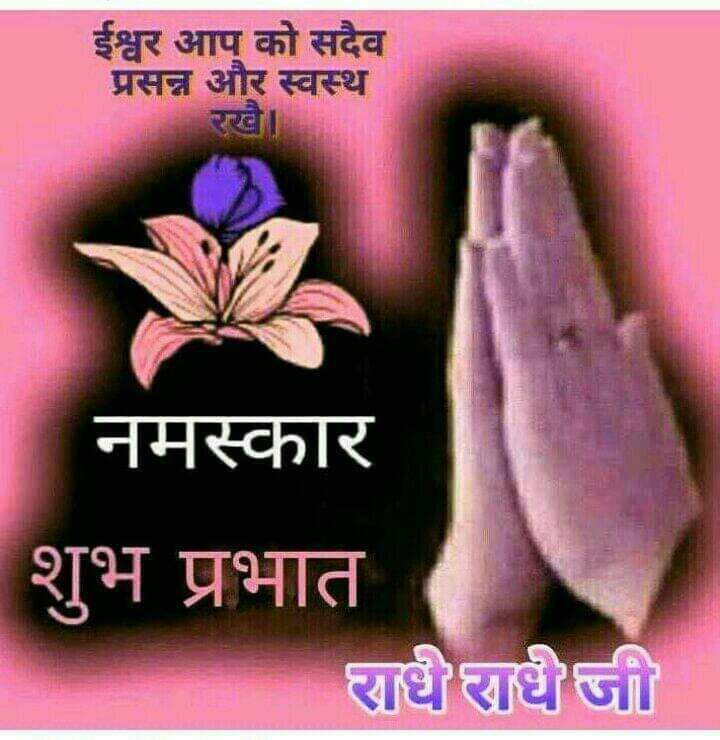 ईश्वर आप को सदैव
प्रसन्न और स्वस्थ
रखै।
नमस्कार
शुभ प्रभात
राधे राधे जी